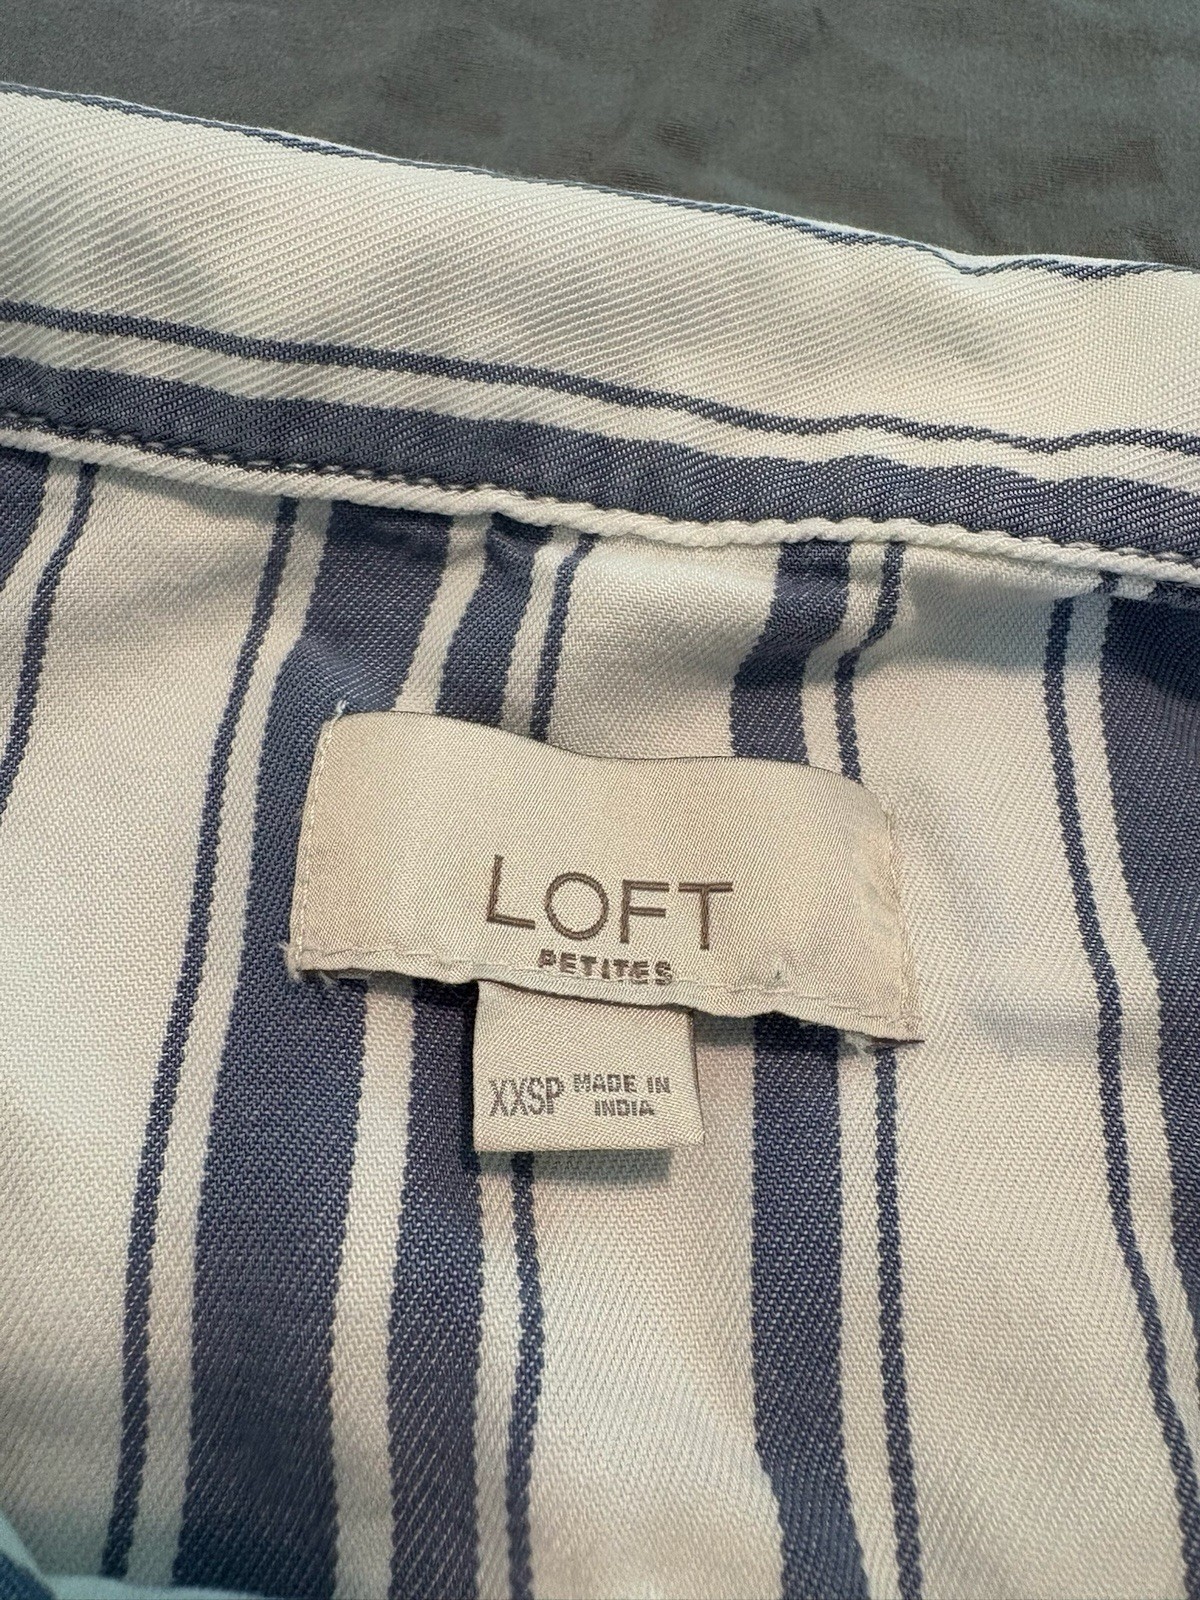 LOFT
PETITES
XXSP MADE IN
INDIA